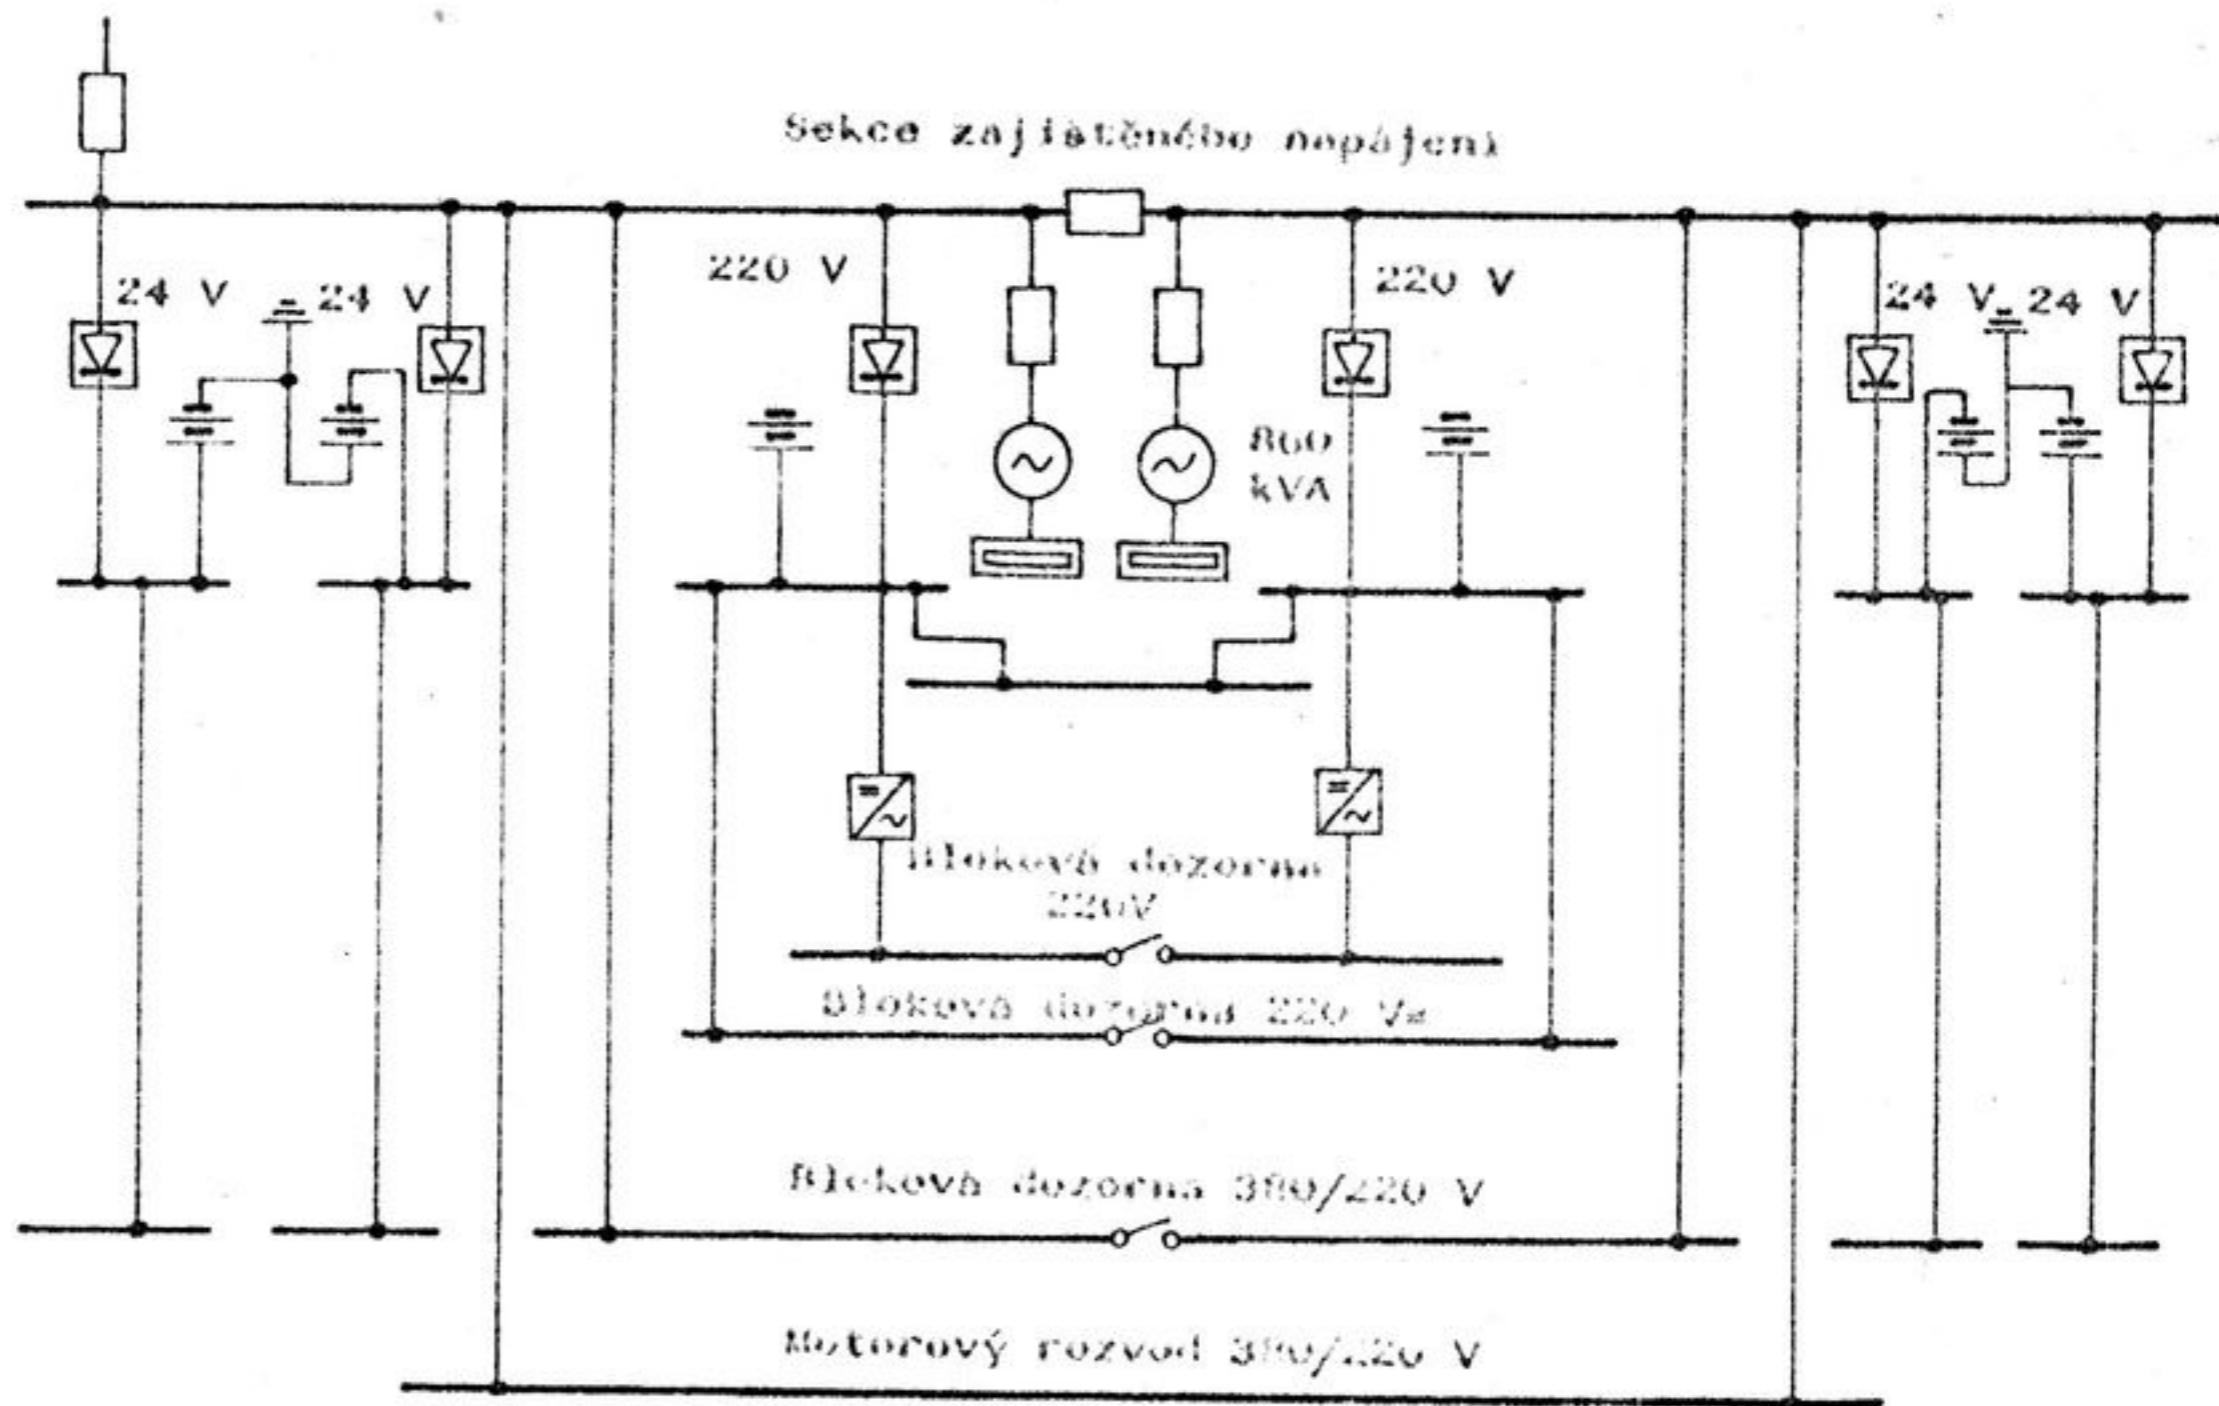 Sekce zajištěného napájení
220 V
220 V
24 V
24 V
24 V
24 V
kVA
Bloková dozorna
220V
Bloková dozorna 220 V=
Bloková dozorna 380/220 V
Motorový rozvod 380/220 V